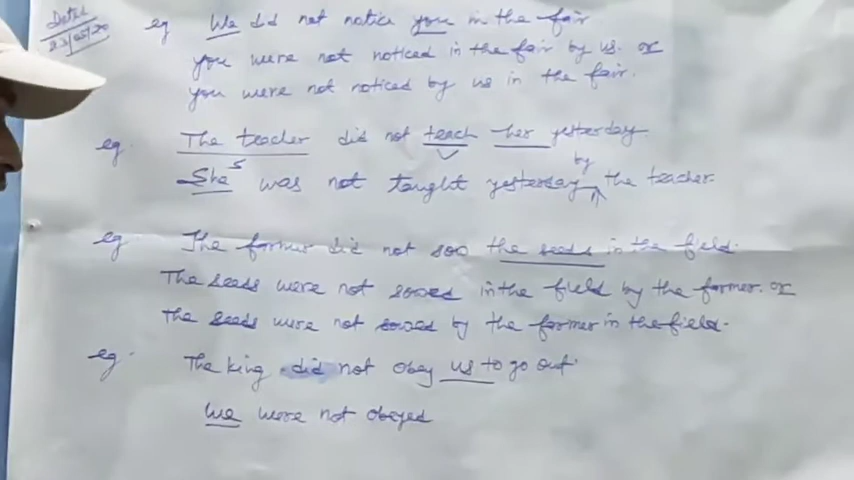 Date
23/05/20
eg We did not notice you in the fair
you were not noticed in the fair by us. or
you were not noticed by us in the fair.
eg. The teacher did not teach her yesterday
She S was not taught yesterday by the teacher.
eg The farmer did not sow the seeds in the field.
The seeds were not sowed in the field by the farmer. or
The seeds were not sowed by the farmer in the field.
eg. The king did not obey us to go out.
We were not obeyed